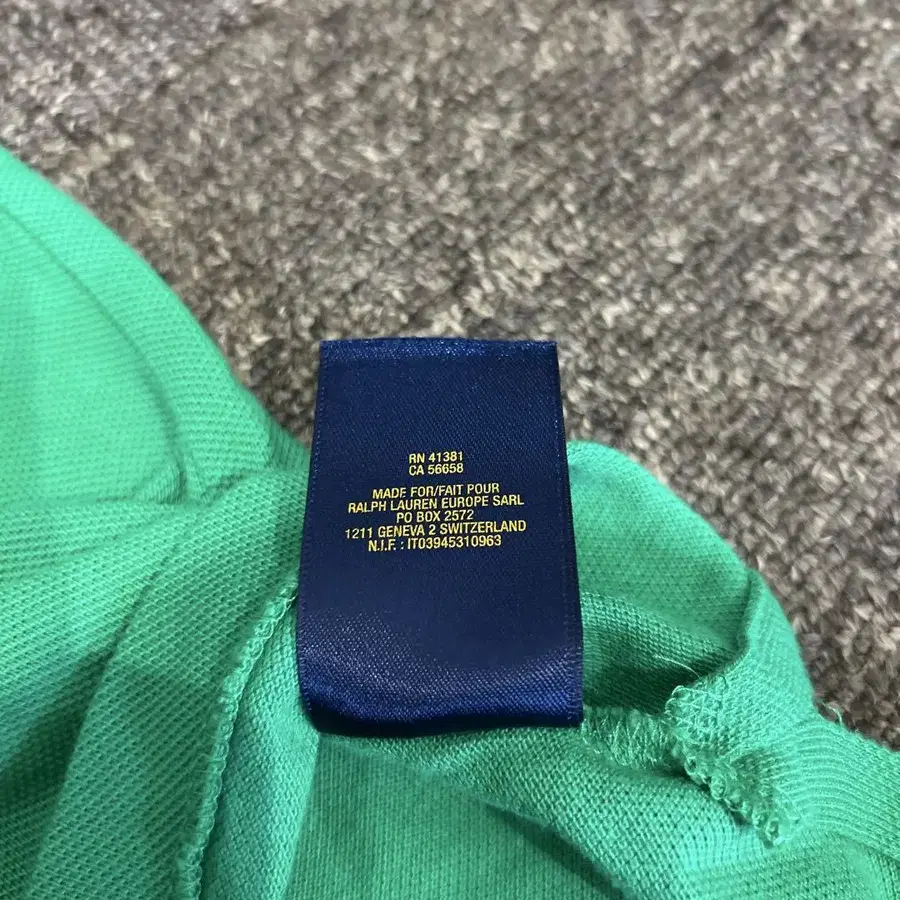 RN 41381
CA 56658
MADE FOR/FAIT POUR
RALPH LAUREN EUROPE SARL
PO BOX 2572
1211 GENEVA 2 SWITZERLAND
N.I.F. : IT03945310963